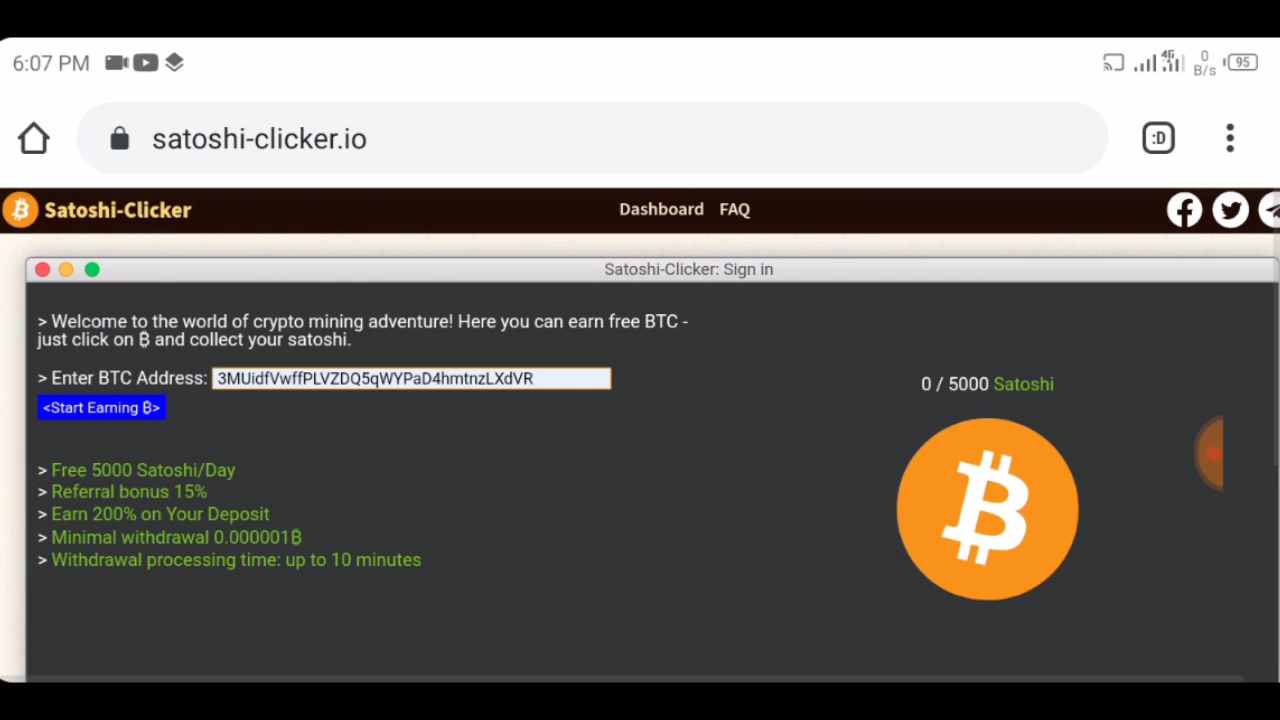 6:07 PM
4G
0
B/s
95
satoshi-clicker.io
:D
Satoshi-Clicker
Dashboard FAQ
Satoshi-Clicker: Sign in
> Welcome to the world of crypto mining adventure! Here you can earn free BTC -
just click on ₿ and collect your satoshi.
> Enter BTC Address: 3MUidfVwffPLVZDQ5qWYPaD4hmtnzLXdVR
0 / 5000 Satoshi
<Start Earning ₿>
> Free 5000 Satoshi/Day
> Referral bonus 15%
> Earn 200% on Your Deposit
> Minimal withdrawal 0.000001₿
> Withdrawal processing time: up to 10 minutes